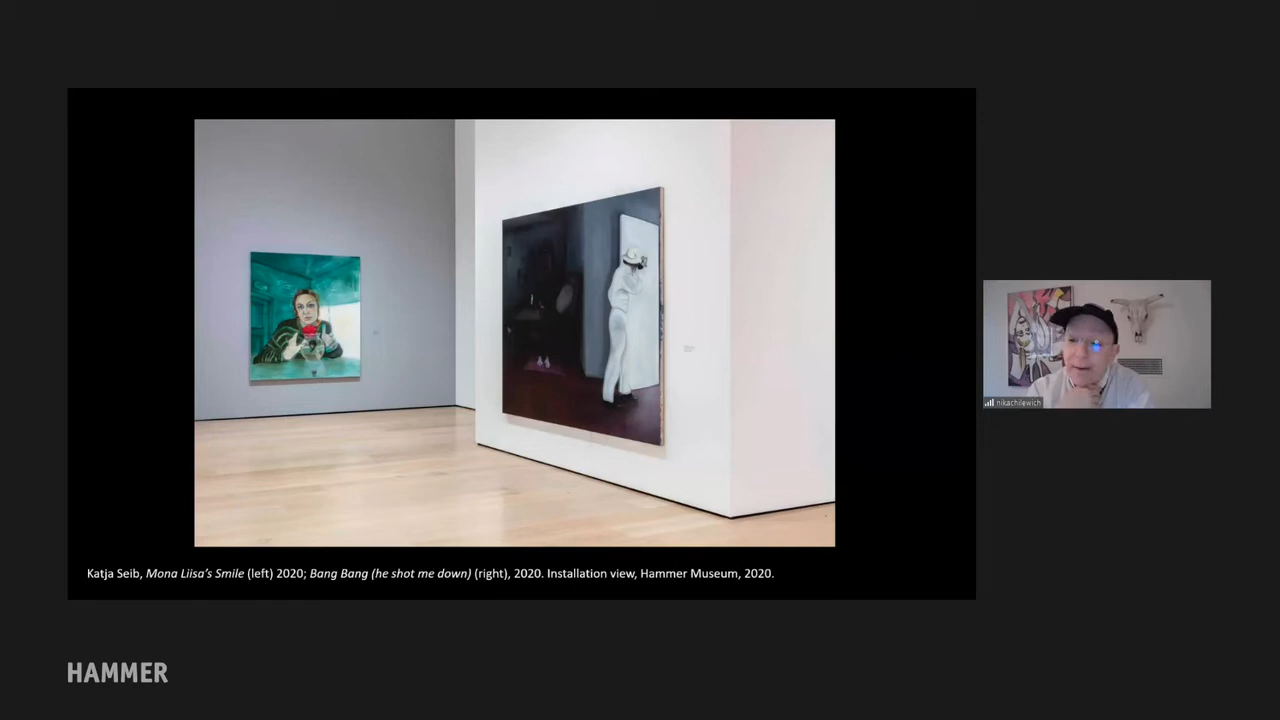 nikachilewich
Katja Seib, Mona Liisa's Smile (left) 2020; Bang Bang (he shot me down) (right), 2020. Installation view, Hammer Museum, 2020.
HAMMER